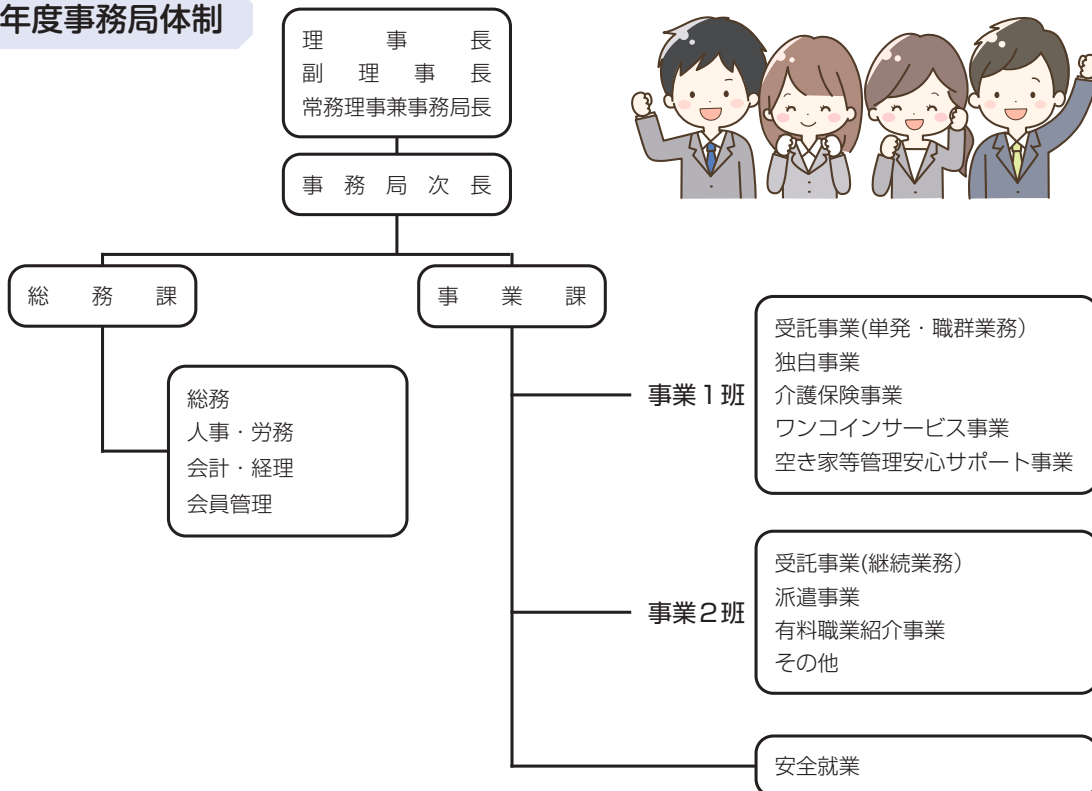 年度事務局体制
理事長
副理事長
常務理事兼事務局長
事務局次長
総務課
事業課
総務
人事・労務
会計・経理
会員管理
事業1班
受託事業(単発・職群業務）
独自事業
介護保険事業
ワンコインサービス事業
空き家等管理安心サポート事業
事業2班
受託事業(継続業務）
派遣事業
有料職業紹介事業
その他
安全就業